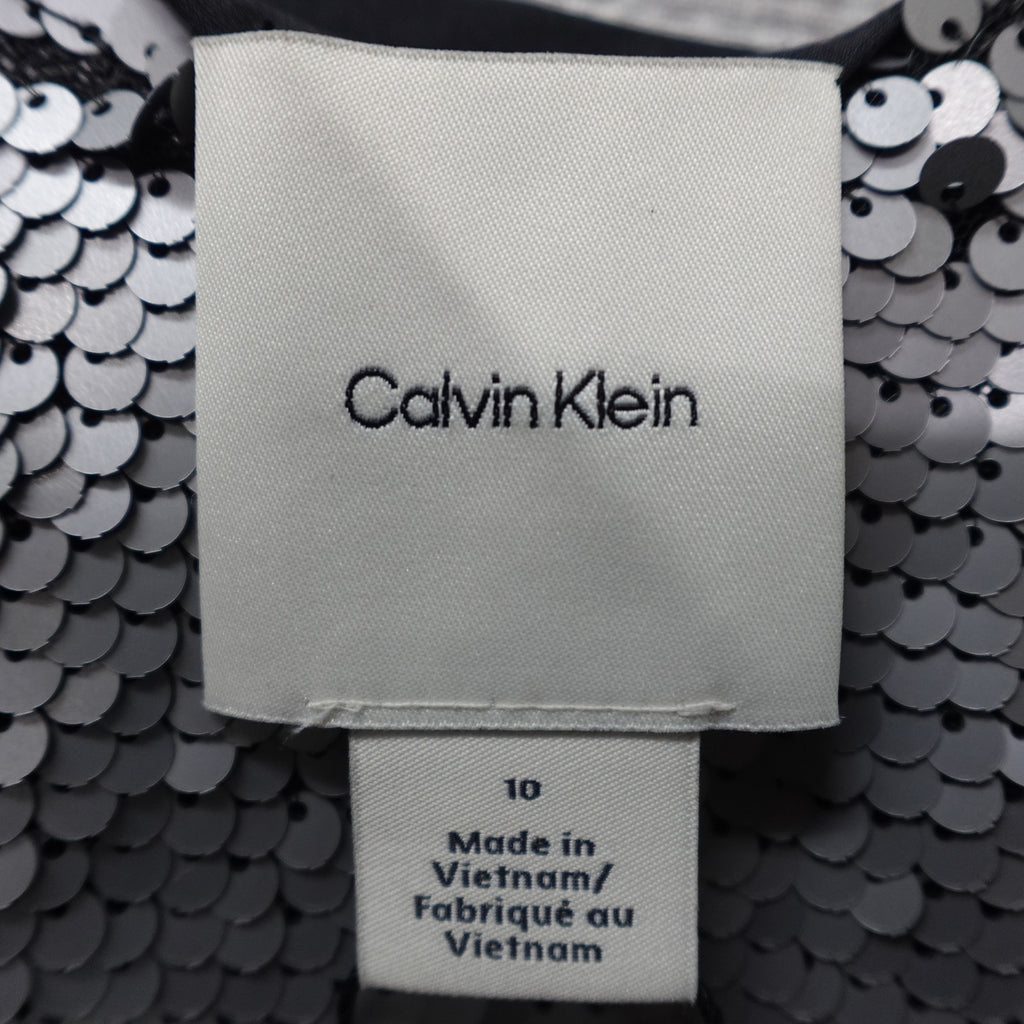 Calvin Klein
10
Made in
Vietnam/
Fabriqué au
Vietnam